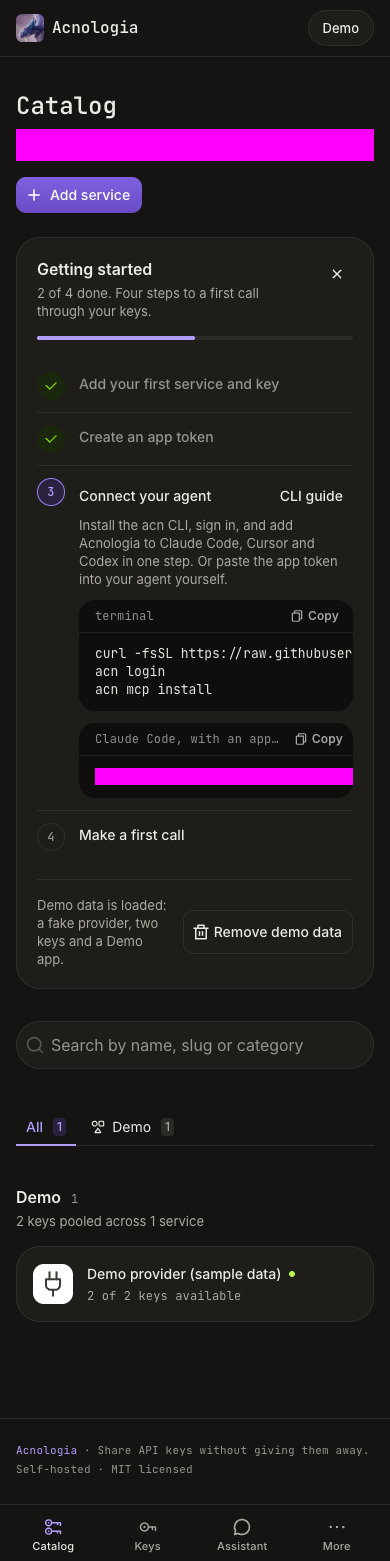 Acnologia
Demo
Catalog
Add service
Getting started
2 of 4 done. Four steps to a first call
through your keys.
Add your first service and key
Create an app token
3
Connect your agent
CLI guide
Install the acn CLI, sign in, and add
Acnologia to Claude Code, Cursor and
Codex in one step. Or paste the app token
into your agent yourself.
terminal
Copy
curl -fsSL https://raw.githubuser
acn login
acn mcp install
Claude Code, with an app…
Copy
4
Make a first call
Demo data is loaded:
a fake provider, two
keys and a Demo
app.
Remove demo data
Search by name, slug or category
All 1
Demo 1
Demo 1
2 keys pooled across 1 service
Demo provider (sample data)
2 of 2 keys available
Acnologia · Share API keys without giving them away.
Self-hosted · MIT licensed
Catalog
Keys
Assistant
More